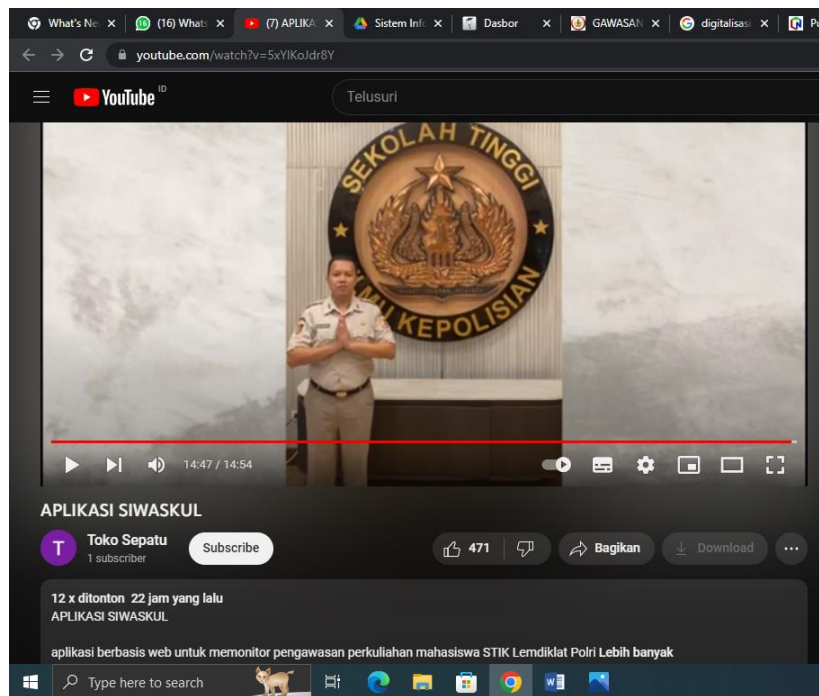 What's Ne
(16) Whats
(7) APLIKA
Sistem Info
Dasbor
GAWASAN
digitalisasi
youtube.com/watch?v=5xYlKoJdr8Y
YouTube ID
Telusuri
SEKOLAH TINGGI
ILMU KEPOLISIAN
14:47 / 14:54
APLIKASI SIWASKUL
T
Toko Sepatu
1 subscriber
Subscribe
471
Bagikan
Download
12 x ditonton 22 jam yang lalu
APLIKASI SIWASKUL
aplikasi berbasis web untuk memonitor pengawasan perkuliahan mahasiswa STIK Lemdiklat Polri Lebih banyak
Type here to search